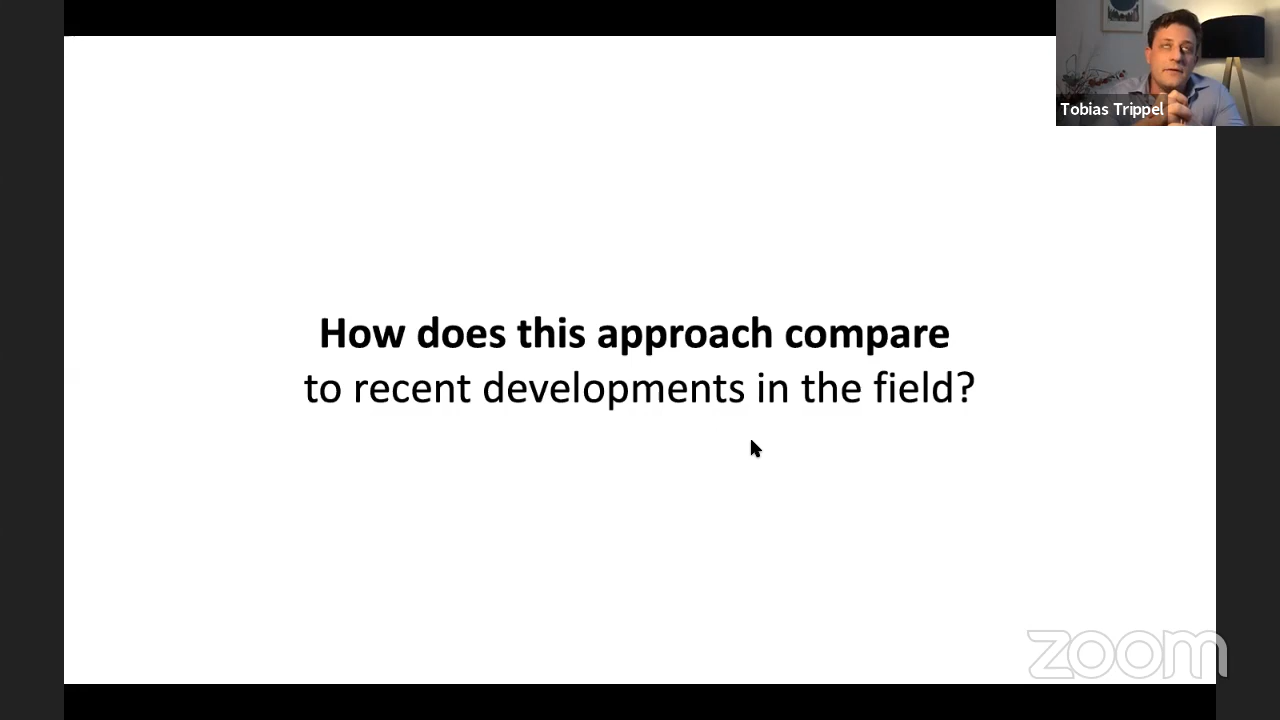 Tobias Trippel
How does this approach compare
to recent developments in the field?
zoom